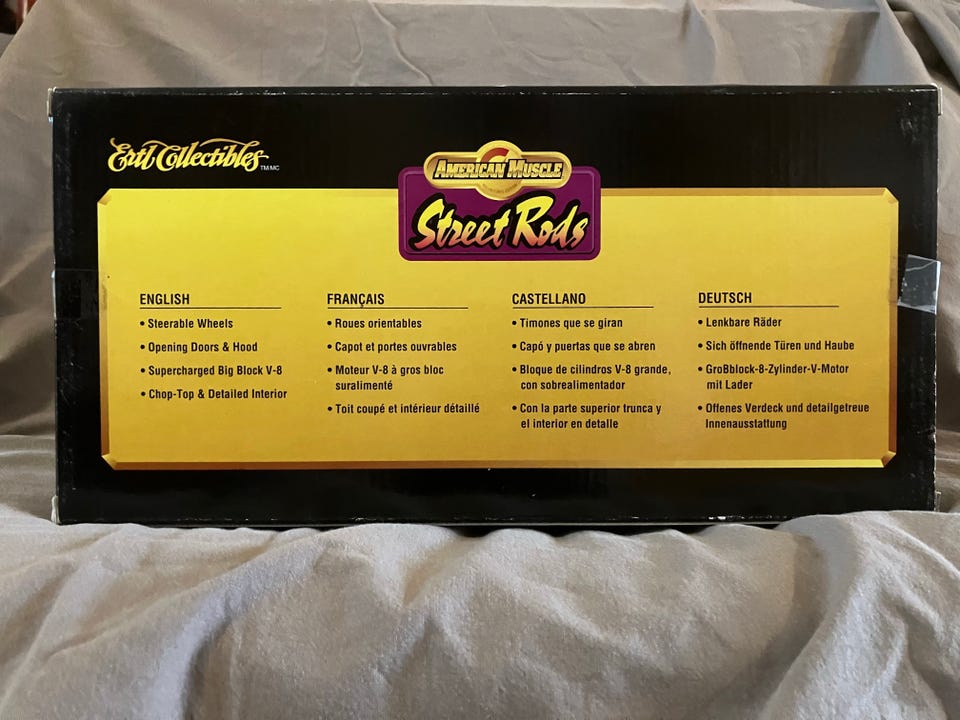 Ertl Collectibles TM/MC
AMERICAN MUSCLE
Street Rods
ENGLISH
• Steerable Wheels
• Opening Doors & Hood
• Supercharged Big Block V-8
• Chop-Top & Detailed Interior
FRANÇAIS
• Roues orientables
• Capot et portes ouvrables
• Moteur V-8 à gros bloc
suralimenté
• Toit coupé et intérieur détaillé
CASTELLANO
• Timones que se giran
• Capó y puertas que se abren
• Bloque de cilindros V-8 grande,
con sobrealimentador
• Con la parte superior trunca y
el interior en detalle
DEUTSCH
• Lenkbare Räder
• Sich öffnende Türen und Haube
• GroBblock-8-Zylinder-V-Motor
mit Lader
• Offenes Verdeck und detailgetreue
Innenausstattung